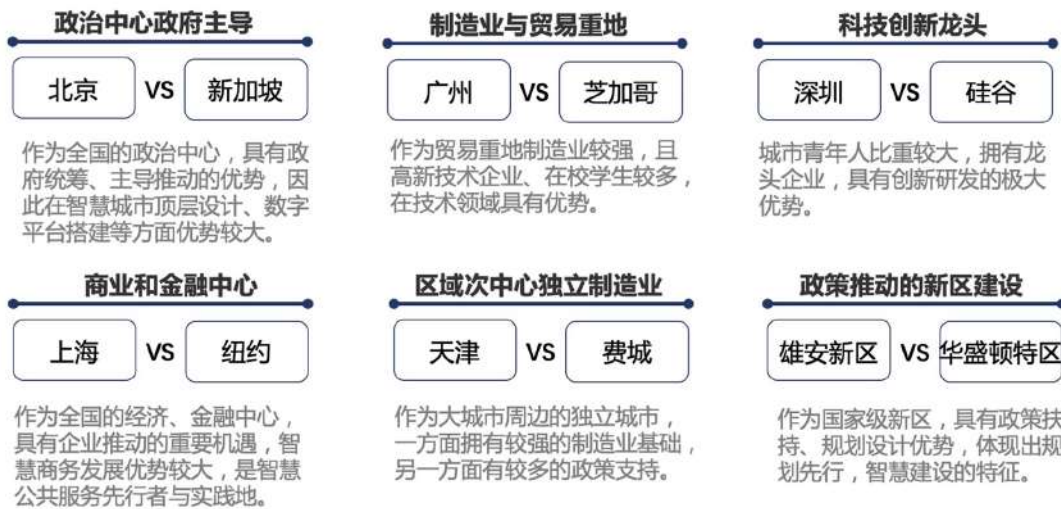 政治中心政府主导
北京 VS 新加坡
作为全国的政治中心，具有政
府统筹、主导推动的优势，因
此在智慧城市顶层设计、数字
平台搭建等方面优势较大。
制造业与贸易重地
广州 VS 芝加哥
作为贸易重地制造业较强，且
高新技术企业、在校学生较多，
在技术领域具有优势。
科技创新龙头
深圳 VS 硅谷
城市青年人比重较大，拥有龙
头企业，具有创新研发的极大
优势。
商业和金融中心
上海 VS 纽约
作为全国的经济、金融中心，
具有企业推动的重要机遇，智
慧商务发展优势较大，是智慧
公共服务先行者与实践地。
区域次中心独立制造业
天津 VS 费城
作为大城市周边的独立城市，
一方面拥有较强的制造业基础，
另一方面有较多的政策支持。
政策推动的新区建设
雄安新区 VS 华盛顿特区
作为国家级新区，具有政策扶
持、规划设计优势，体现出规
划先行，智慧建设的特征。